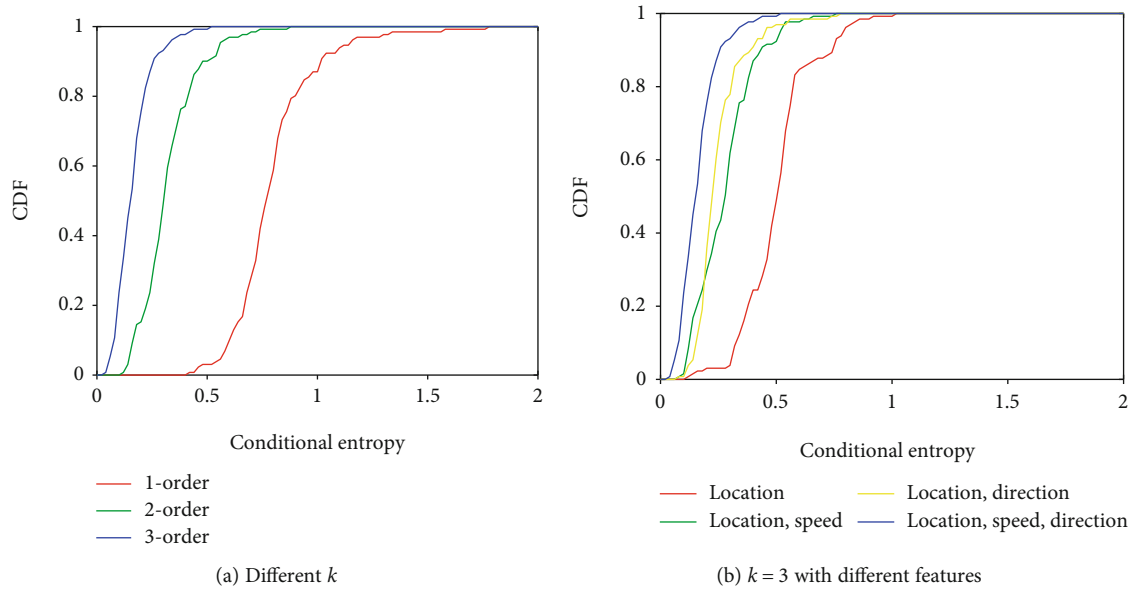 1
0.8
0.6
0.4
0.2
0
0 0.5 1 1.5 2
CDF
Conditional entropy
1-order
2-order
3-order
(a) Different k
1
0.8
0.6
0.4
0.2
0
0 0.5 1 1.5 2
CDF
Conditional entropy
Location Location, direction
Location, speed Location, speed, direction
(b) k = 3 with different features